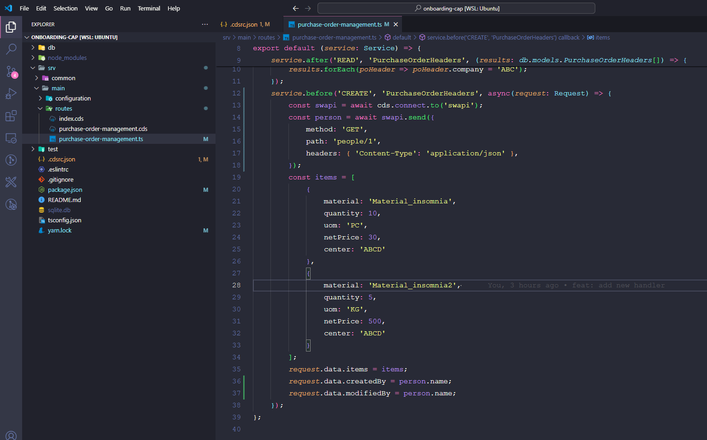 File Edit Selection View Go Run Terminal Help
onboarding-cap [WSL: Ubuntu]
EXPLORER
ONBOARDING-CAP [WSL: UBUNTU]
db
node_modules
src
common
main
configuration
routes
index.cds
purchase-order-management.cds
purchase-order-management.ts M
test
.cdsrc.json 1, M
.eslintrc
.gitignore
package.json M
README.md
sqlite.db
tsconfig.json
yarn.lock M
.cdsrc.json 1, M
purchase-order-management.ts M
src > main > routes > purchase-order-management.ts > default > service.before('CREATE', 'PurchaseOrderHeaders') callback > items
8 export default (service: Service) => {
9 service.after('READ', 'PurchaseOrderHeaders', (results: db.models.PurchaseOrderHeaders[]) => {
10 results.forEach(poHeader => poHeader.company = 'ABC');
11 });
12 service.before('CREATE', 'PurchaseOrderHeaders', async(request: Request) => {
13 const swapi = await cds.connect.to('swapi');
14 const person = await swapi.send({
15 method: 'GET',
16 path: 'people/1',
17 headers: { 'Content-Type': 'application/json' },
18 });
19 const items = [
20 {
21 material: 'Material_insomnia',
22 quantity: 10,
23 uom: 'PC',
24 netPrice: 30,
25 center: 'ABCD'
26 },
27 {
28 material: 'Material_insomnia2', You, 3 hours ago • feat: add new handler
29 quantity: 5,
30 uom: 'KG',
31 netPrice: 500,
32 center: 'ABCD'
33 }
34 ];
35 request.data.items = items;
36 request.data.createdBy = person.name;
37 request.data.modifiedBy = person.name;
38 });
39 };
40